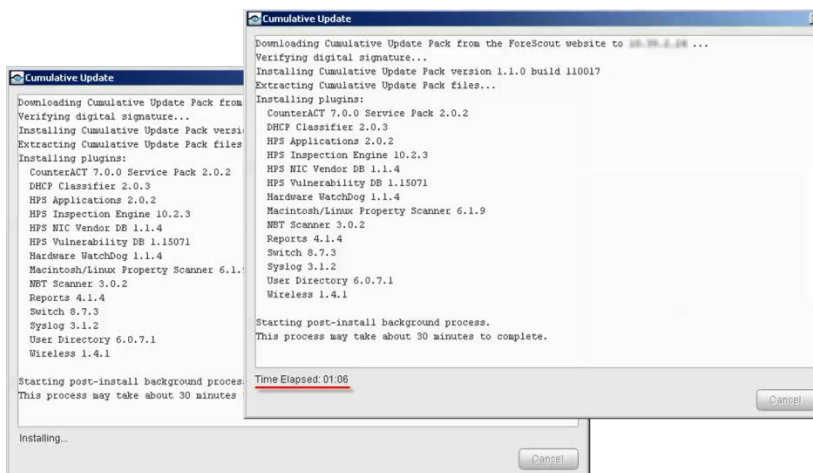 Cumulative Update
Downloading Cumulative Update Pack from
Verifying digital signature...
Installing Cumulative Update Pack versi
Extracting Cumulative Update Pack files
Installing plugins:
CounterACT 7.0.0 Service Pack 2.0.2
DHCP Classifier 2.0.3
HPS Applications 2.0.2
HPS Inspection Engine 10.2.3
HPS NIC Vendor DB 1.1.4
HPS Vulnerability DB 1.15071
Hardware WatchDog 1.1.4
Macintosh/Linux Property Scanner 6.1.
NBT Scanner 3.0.2
Reports 4.1.4
Switch 8.7.3
Syslog 3.1.2
User Directory 6.0.7.1
Wireless 1.4.1
Starting post-install background proces
This process may take about 30 minutes
Installing...
Cancel
Cumulative Update
Downloading Cumulative Update Pack from the ForeScout website to ...
Verifying digital signature...
Installing Cumulative Update Pack version 1.1.0 build 110017
Extracting Cumulative Update Pack files...
Installing plugins:
CounterACT 7.0.0 Service Pack 2.0.2
DHCP Classifier 2.0.3
HPS Applications 2.0.2
HPS Inspection Engine 10.2.3
HPS NIC Vendor DB 1.1.4
HPS Vulnerability DB 1.15071
Hardware WatchDog 1.1.4
Macintosh/Linux Property Scanner 6.1.9
NBT Scanner 3.0.2
Reports 4.1.4
Switch 8.7.3
Syslog 3.1.2
User Directory 6.0.7.1
Wireless 1.4.1
Starting post-install background process.
This process may take about 30 minutes to complete.
Time Elapsed: 01:06
Cancel